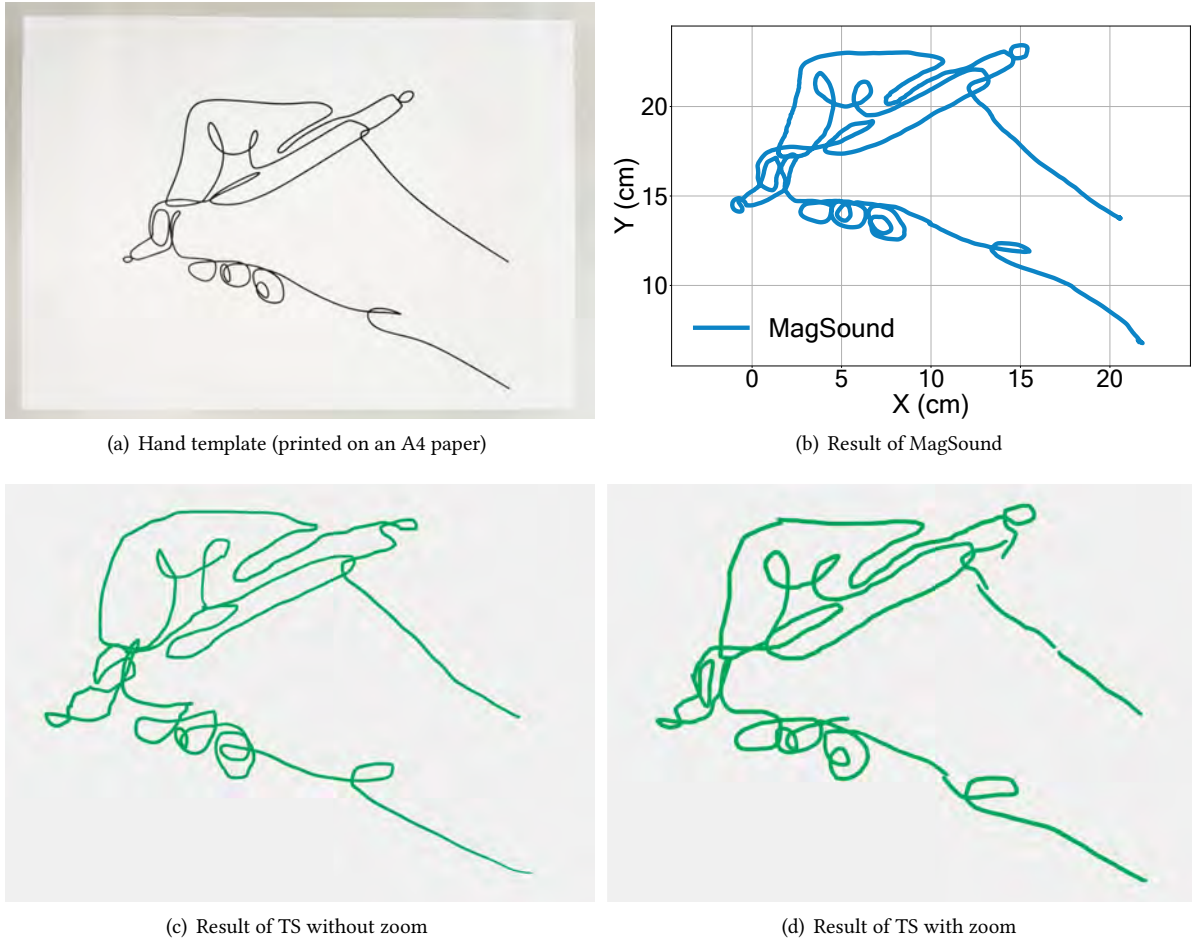 (a) Hand template (printed on an A4 paper)
20
15
10
Y (cm)
MagSound
0 5 10 15 20
X (cm)
(b) Result of MagSound
(c) Result of TS without zoom
(d) Result of TS with zoom